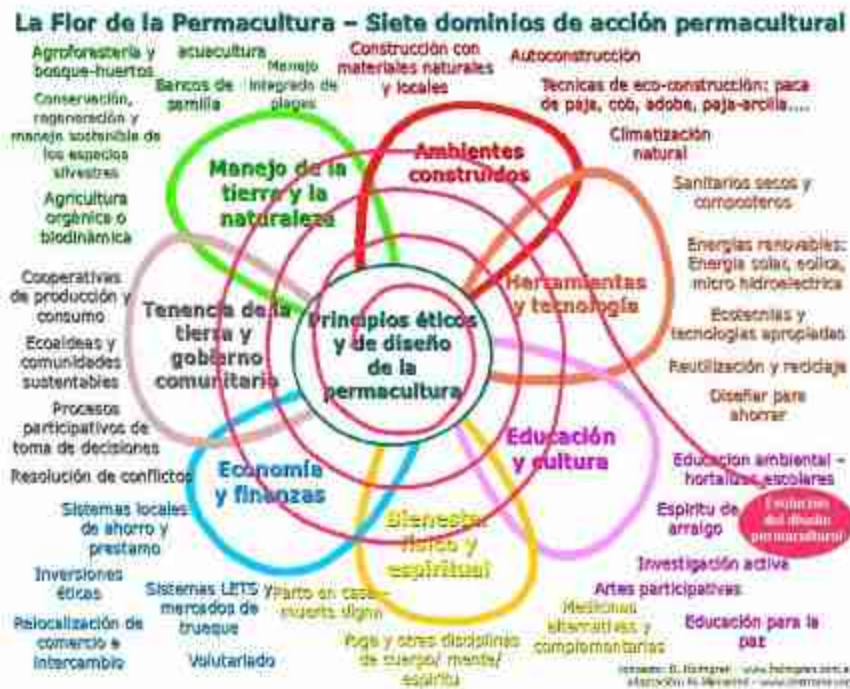 La Flor de la Permacultura – Siete dominios de acción permacultural
Agroforestería y
bosque-huertos
acuacultura
Manejo
integrado de
plagas
Bancos de
semilla
Conservación,
regeneración y
manejo sostenible de
los espacios
silvestres
Agricultura
orgánica o
biodinámica
Construcción con
materiales naturales
y locales
Autoconstrucción
Tecnicas de eco-construcción: paca
de paja, cob, adobe, paja-arcilla....
Climatización
natural
Manejo de la
tierra y la
naturaleza
Ambientes
construidos
Sanitarios secos y
composteros
Energías renovables:
Energía solar, eolica,
micro hidroelectrica
Ecotecnias y
tecnologías apropiadas
Reutilización y reciclaje
Diseñar para
ahorrar
Herramientas
y tecnología
Cooperativas
de producción y
consumo
Ecoaldeas y
comunidades
sustentables
Procesos
participativos de
toma de decisiones
Resolución de conflictos
Tenencia de la
tierra y
gobierno
comunitario
Principios éticos
y de diseño
de la
permacultura
Educación
y cultura
Educacion ambiental –
hortalizas escolares
Espiritu de
arraigo
Evolucion
del diseño
permacultural
Investigación activa
Artes participativas
Educación para la
paz
Economía
y finanzas
Sistemas locales
de ahorro y
prestamo
Inversiones
éticas
Sistemas LETS y
mercados de
trueque
Relocalización de
comercio e
intercambio
Volutariado
Bienestar
físico y
espiritual
Parto en casa –
muerte digna
Yoga y otras disciplinas
de cuerpo/ mente/
espíritu
Medicinas
alternativas y
complementarias